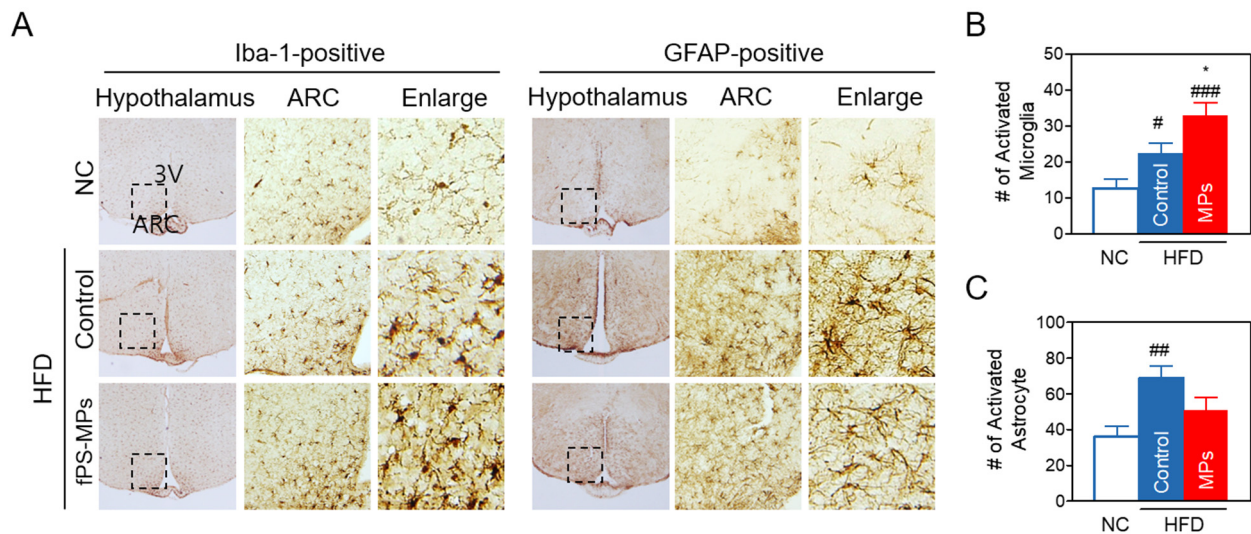 A
Iba-1-positive
GFAP-positive
Hypothalamus
ARC
Enlarge
Hypothalamus
ARC
Enlarge
NC
3V
ARC
HFD
Control
fPS-MPs
B
# of Activated
Microglia
50
40
30
20
10
0
#
*
###
Control
MPs
NC
HFD
C
# of Activated
Astrocyte
100
80
60
40
20
0
##
Control
MPs
NC
HFD